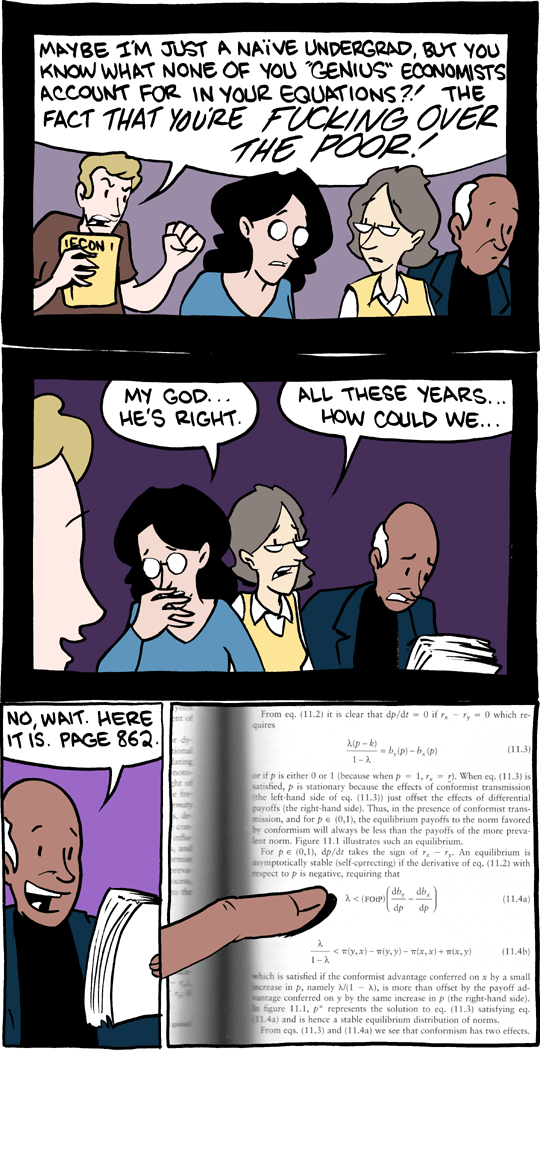 MAYBE I'M JUST A NAÏVE UNDERGRAD, BUT YOU
KNOW WHAT NONE OF YOU "GENIUS" ECONOMISTS
ACCOUNT FOR IN YOUR EQUATIONS?! THE
FACT THAT YOU'RE FUCKING OVER
THE POOR!
ECON 1
MY GOD...
HE'S RIGHT.
ALL THESE YEARS...
HOW COULD WE...
NO, WAIT. HERE
IT IS. PAGE 862.
From eq. (11.2) it is clear that dp/dt = 0 if rₓ − rᵧ = 0 which re-
quires
λ(p − k)/(1 − λ) = bᵧ(p) − bₓ(p) (11.3)
or if p is either 0 or 1 (because when p = 1, rₓ = r). When eq. (11.3) is
satisfied, p is stationary because the effects of conformist transmission
(the left-hand side of eq. (11.3)) just offset the effects of differential
payoffs (the right-hand side). Thus, in the presence of conformist trans-
mission, and for p ∈ (0,1), the equilibrium payoffs to the norm favored
by conformism will always be less than the payoffs of the more preva-
lent norm. Figure 11.1 illustrates such an equilibrium.
For p ∈ (0,1), dp/dt takes the sign of rₓ − rᵧ. An equilibrium is
asymptotically stable (self-correcting) if the derivative of eq. (11.2) with
respect to p is negative, requiring that
λ < (FOtP)(dbᵧ/dp − dbₓ/dp) (11.4a)
λ/(1 − λ) < π(y,x) − π(y,y) − π(x,x) + π(x,y) (11.4b)
which is satisfied if the conformist advantage conferred on x by a small
increase in p, namely λ/(1 − λ), is more than offset by the payoff ad-
vantage conferred on y by the same increase in p (the right-hand side).
In figure 11.1, p* represents the solution to eq. (11.3) satisfying eq.
(11.4a) and is hence a stable equilibrium distribution of norms.
From eqs. (11.3) and (11.4a) we see that conformism has two effects.